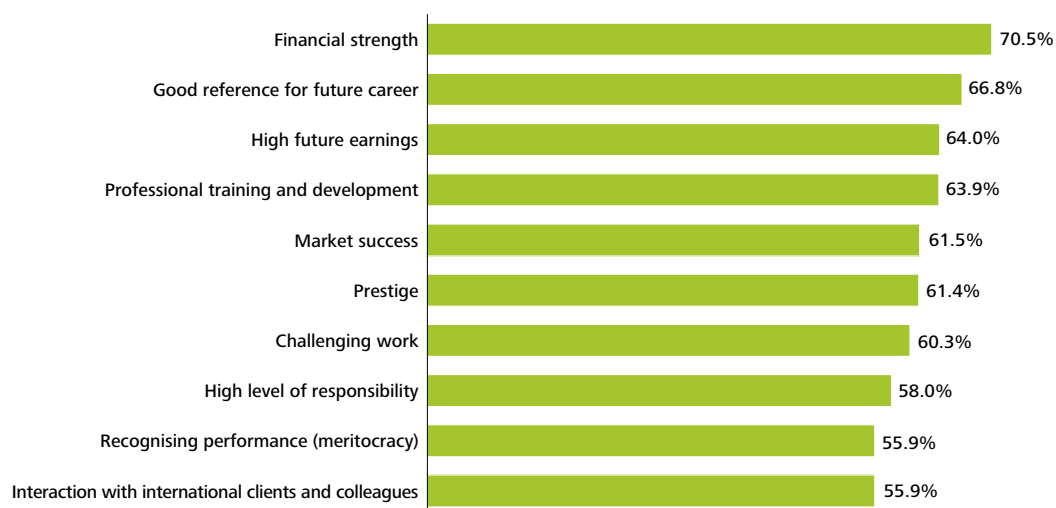 Financial strength 70.5%
Good reference for future career 66.8%
High future earnings 64.0%
Professional training and development 63.9%
Market success 61.5%
Prestige 61.4%
Challenging work 60.3%
High level of responsibility 58.0%
Recognising performance (meritocracy) 55.9%
Interaction with international clients and colleagues 55.9%